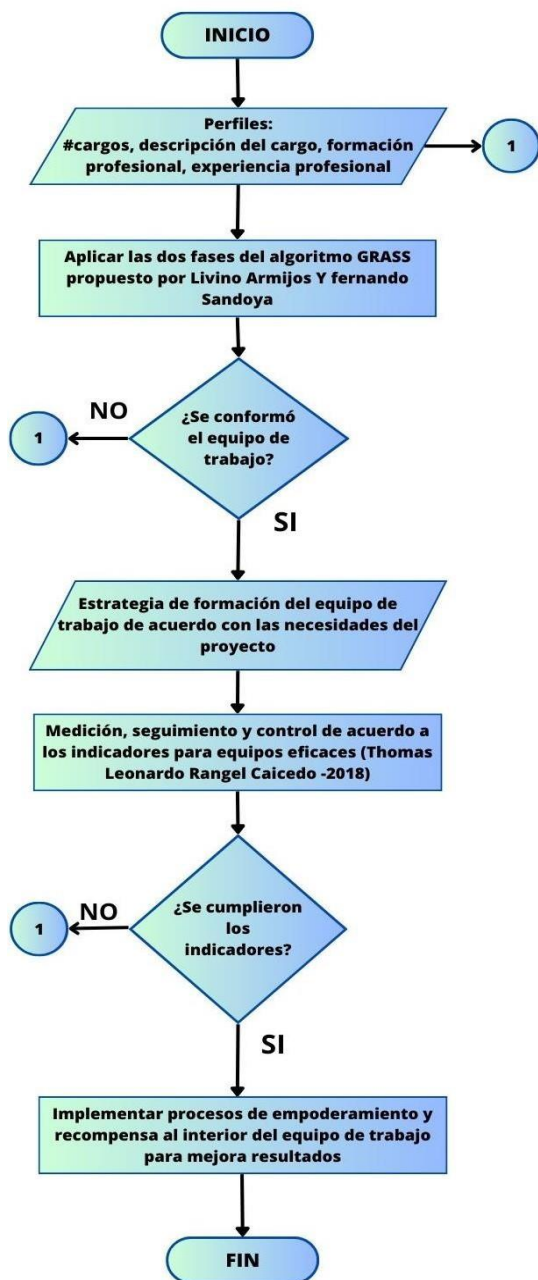 INICIO
Perfiles:
#cargos, descripción del cargo, formación
profesional, experiencia profesional
1
Aplicar las dos fases del algoritmo GRASS
propuesto por Livino Armijos Y fernando
Sandoya
NO
1
¿Se conformó
el equipo de
trabajo?
SI
Estrategia de formación del equipo de
trabajo de acuerdo con las necesidades del
proyecto
Medición, seguimiento y control de acuerdo a
los indicadores para equipos eficaces (Thomas
Leonardo Rangel Caicedo -2018)
NO
1
¿Se cumplieron
los
indicadores?
SI
Implementar procesos de empoderamiento y
recompensa al interior del equipo de trabajo
para mejora resultados
FIN